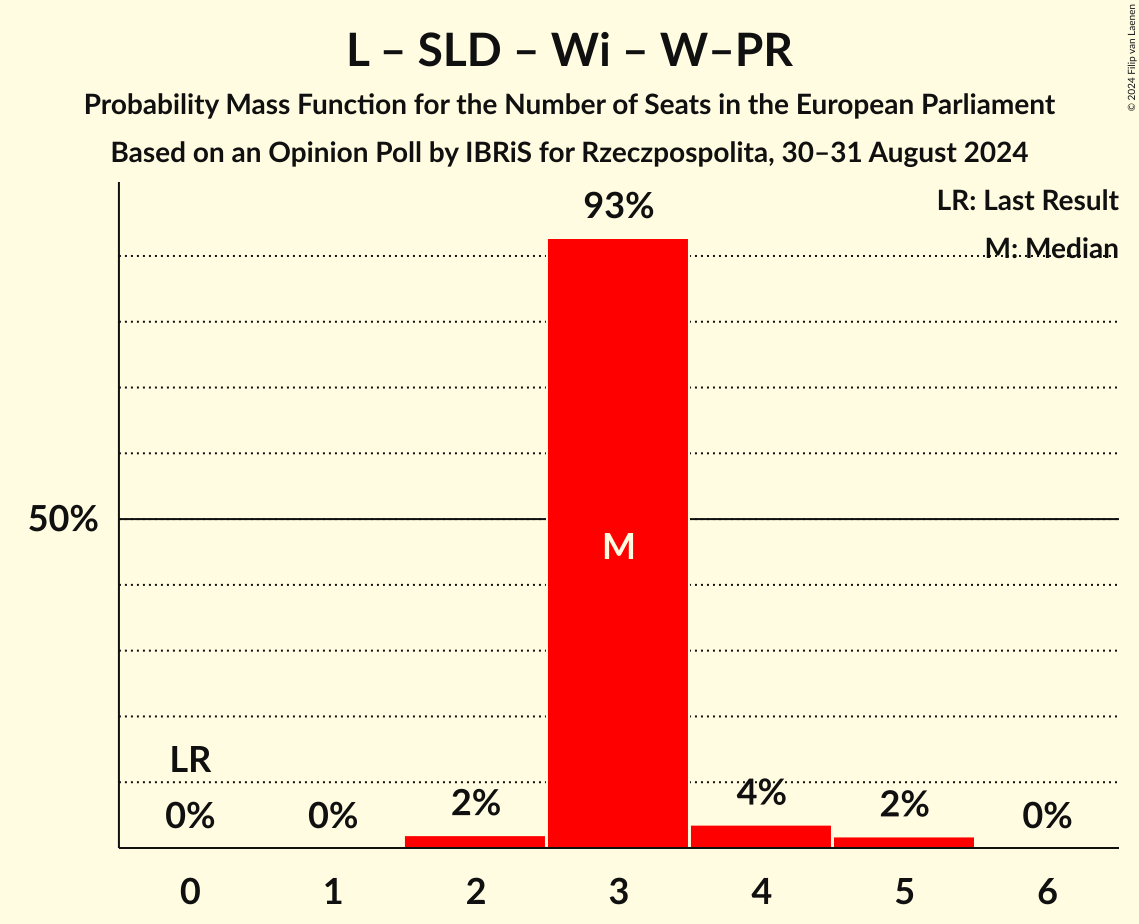 L – SLD – Wi – W–PR
Probability Mass Function for the Number of Seats in the European Parliament
Based on an Opinion Poll by IBRiS for Rzeczpospolita, 30–31 August 2024
© 2024 Filip van Laenen
LR: Last Result
M: Median
93%
50%
M
LR
0%
0%
2%
4%
2%
0%
0
1
2
3
4
5
6